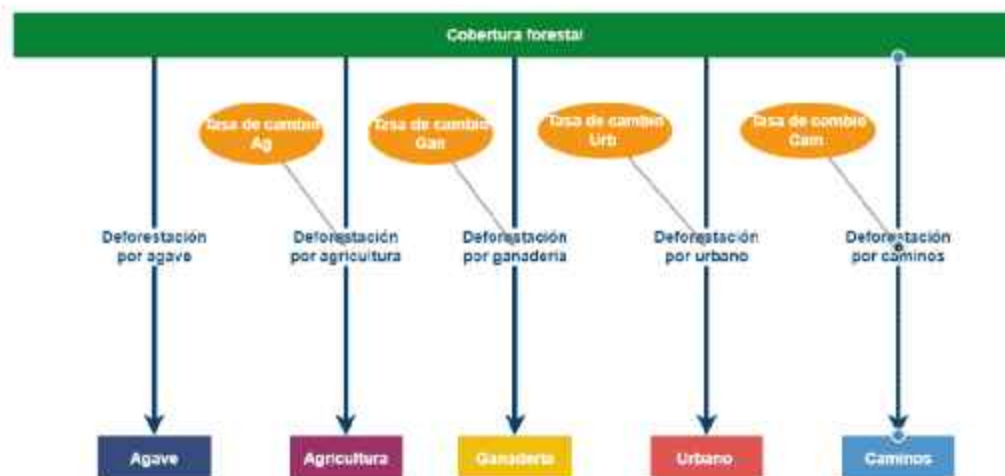 Cobertura forestal
Tasa de cambio
Ag
Tasa de cambio
Gan
Tasa de cambio
Urb
Tasa de cambio
Cam
Deforestación
por agave
Deforestación
por agricultura
Deforestación
por ganadería
Deforestación
por urbano
Deforestación
por caminos
Agave
Agricultura
Ganadería
Urbano
Caminos